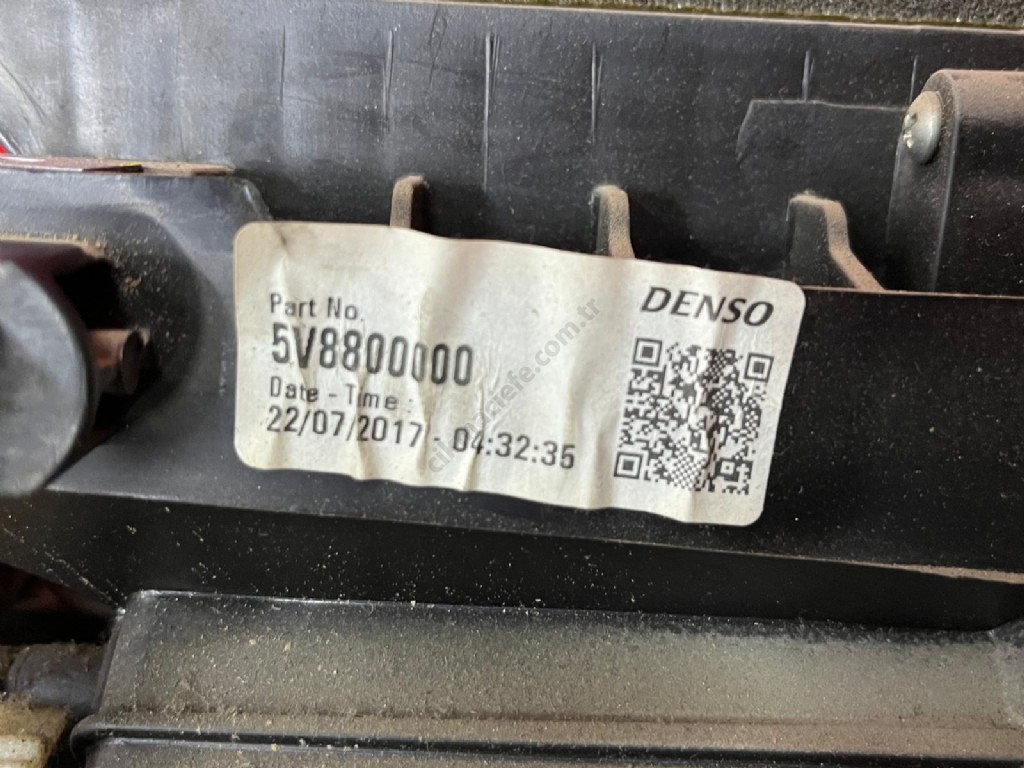 DENSO
Part No.
5V8800000
Date - Time :
22/07/2017 - 04:32:35